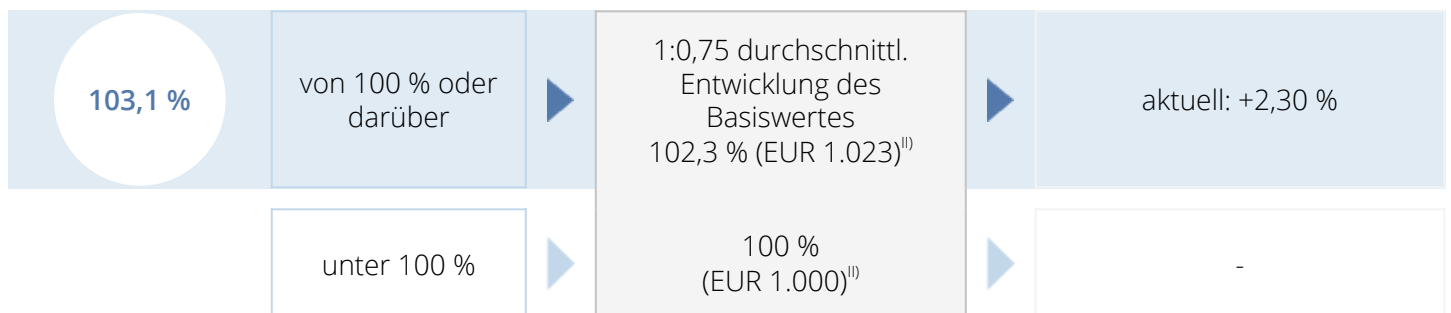 103,1 %
von 100 % oder
darüber
1:0,75 durchschnittl.
Entwicklung des
Basiswertes
102,3 % (EUR 1.023)II)
aktuell: +2,30 %
unter 100 %
100 %
(EUR 1.000)II)
-